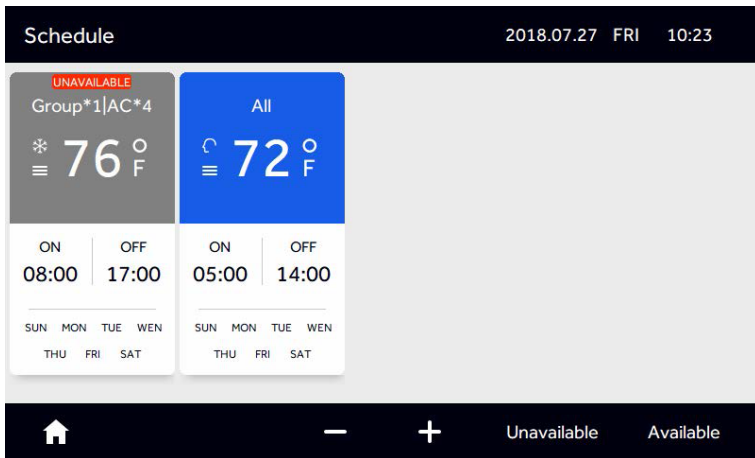 Schedule
2018.07.27 FRI 10:23
UNAVAILABLE
Group*1|AC*4
76 °F
ON OFF
08:00 17:00
SUN MON TUE WEN
THU FRI SAT
All
72 °F
ON OFF
05:00 14:00
SUN MON TUE WEN
THU FRI SAT
Unavailable
Available